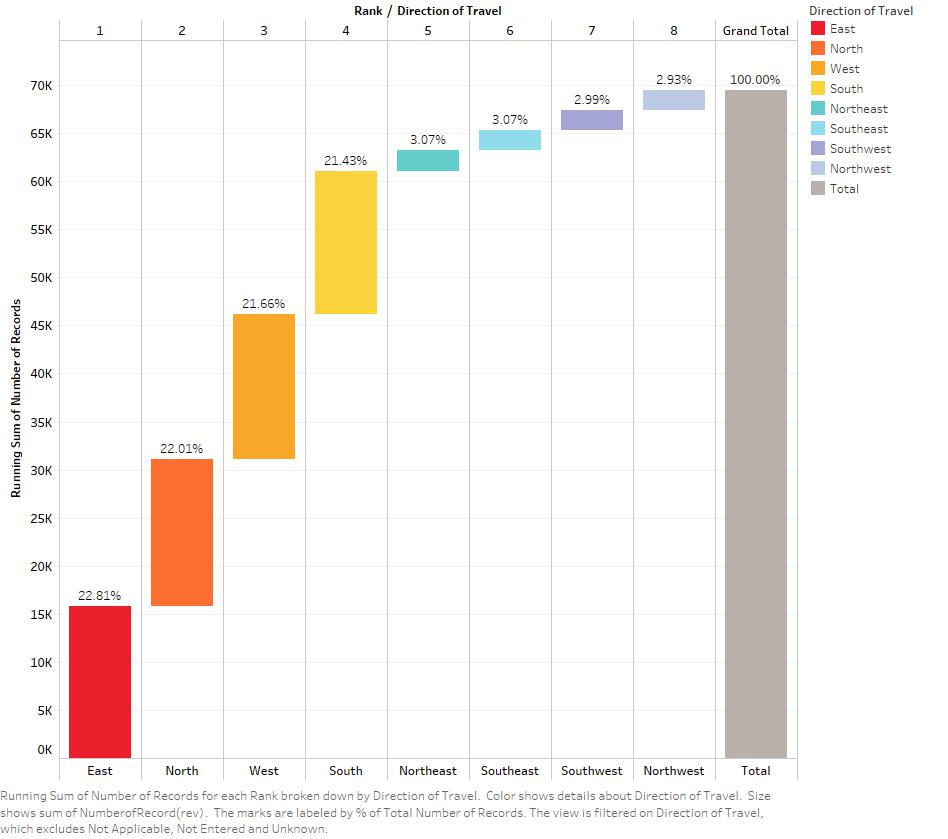 Rank / Direction of Travel
1 2 3 4 5 6 7 8 Grand Total
Running Sum of Number of Records
70K
65K
60K
55K
50K
45K
40K
35K
30K
25K
20K
15K
10K
5K
0K
22.81%
22.01%
21.66%
21.43%
3.07%
3.07%
2.99%
2.93%
100.00%
East North West South Northeast Southeast Southwest Northwest Total
Direction of Travel
East
North
West
South
Northeast
Southeast
Southwest
Northwest
Total
Running Sum of Number of Records for each Rank broken down by Direction of Travel. Color shows details about Direction of Travel. Size
shows sum of NumberofRecord(rev). The marks are labeled by % of Total Number of Records. The view is filtered on Direction of Travel,
which excludes Not Applicable, Not Entered and Unknown.